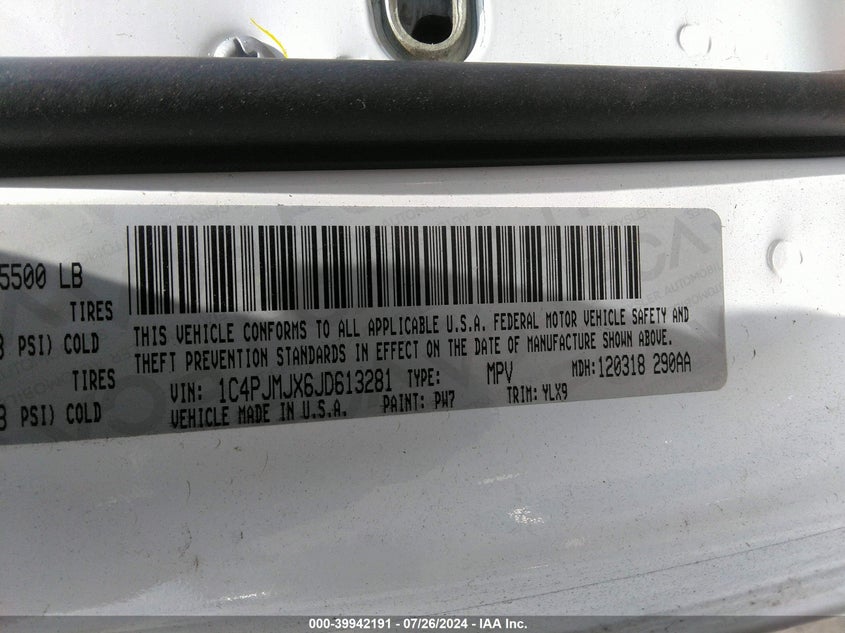 5500 LB
TIRES
PSI) COLD
TIRES
PSI) COLD
THIS VEHICLE CONFORMS TO ALL APPLICABLE U.S.A. FEDERAL MOTOR VEHICLE SAFETY AND
THEFT PREVENTION STANDARDS IN EFFECT ON THE DATE OF MANUFACTURE SHOWN ABOVE.
VIN: 1C4PJMJX6JD613281 TYPE: MPV MDH: 120318 290AA
VEHICLE MADE IN U.S.A. PAINT: PW7 TRIM: YLX9
000-39942191 / 07/26/2024 - IAA Inc.